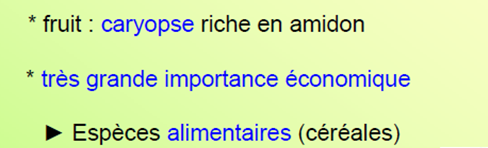 * fruit : caryopse riche en amidon
* très grande importance économique
► Espèces alimentaires (céréales)